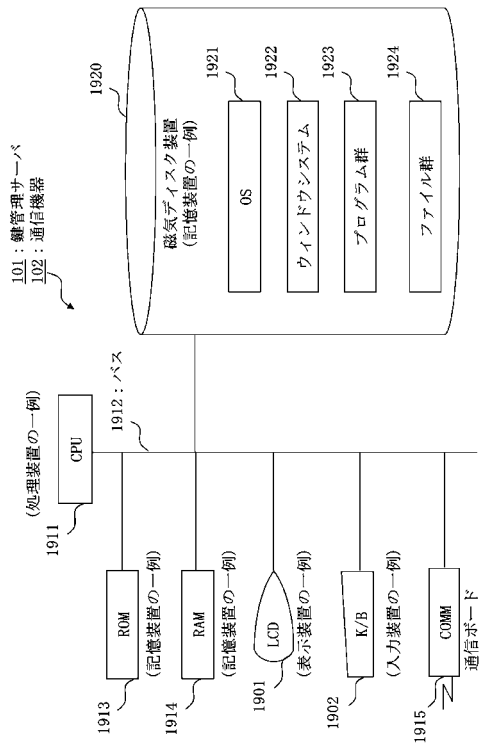 101：鍵管理サーバ
102：通信機器
(処理装置の一例)
CPU
1911
1912：バス
1913
ROM
(記憶装置の一例)
1914
RAM
(記憶装置の一例)
1901
LCD
(表示装置の一例)
1902
K/B
(入力装置の一例)
1915
COMM
通信ボード
1920
磁気ディスク装置
(記憶装置の一例)
OS
1921
ウィンドウシステム
1922
プログラム群
1923
ファイル群
1924